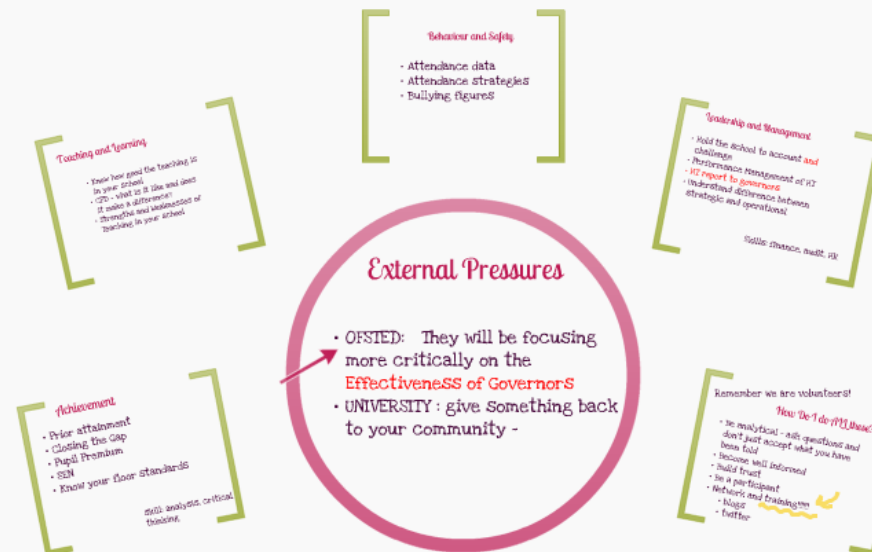 Behaviour and Safety
· Attendance data
· Attendance strategies
· Bullying figures
Teaching and Learning
· Know how good the teaching is
in your school
· CPD - what is it like and does
it make a difference?
· Strengths and Weaknesses of
Teaching in your school
Leadership and Management
· Hold the school to account and
challenge
· Performance Management of HT
· HT report to governors
· Understand difference between
strategic and operational
Skills: finance, audit, HR
External Pressures
· OFSTED: They will be focusing
more critically on the
Effectiveness of Governors
· UNIVERSITY : give something back
to your community -
Achievement
· Prior attainment
· Closing the Gap
· Pupil Premium
· SEN
· Know your floor standards
skill: analysis, critical
thinking
Remember we are volunteers!
How Do I do All these?
· Be analytical - ask questions and
don't just accept what you have
been told
· Become well informed
· Build trust
· Be a participant
· Network and training!!!!
· blogs
· twitter